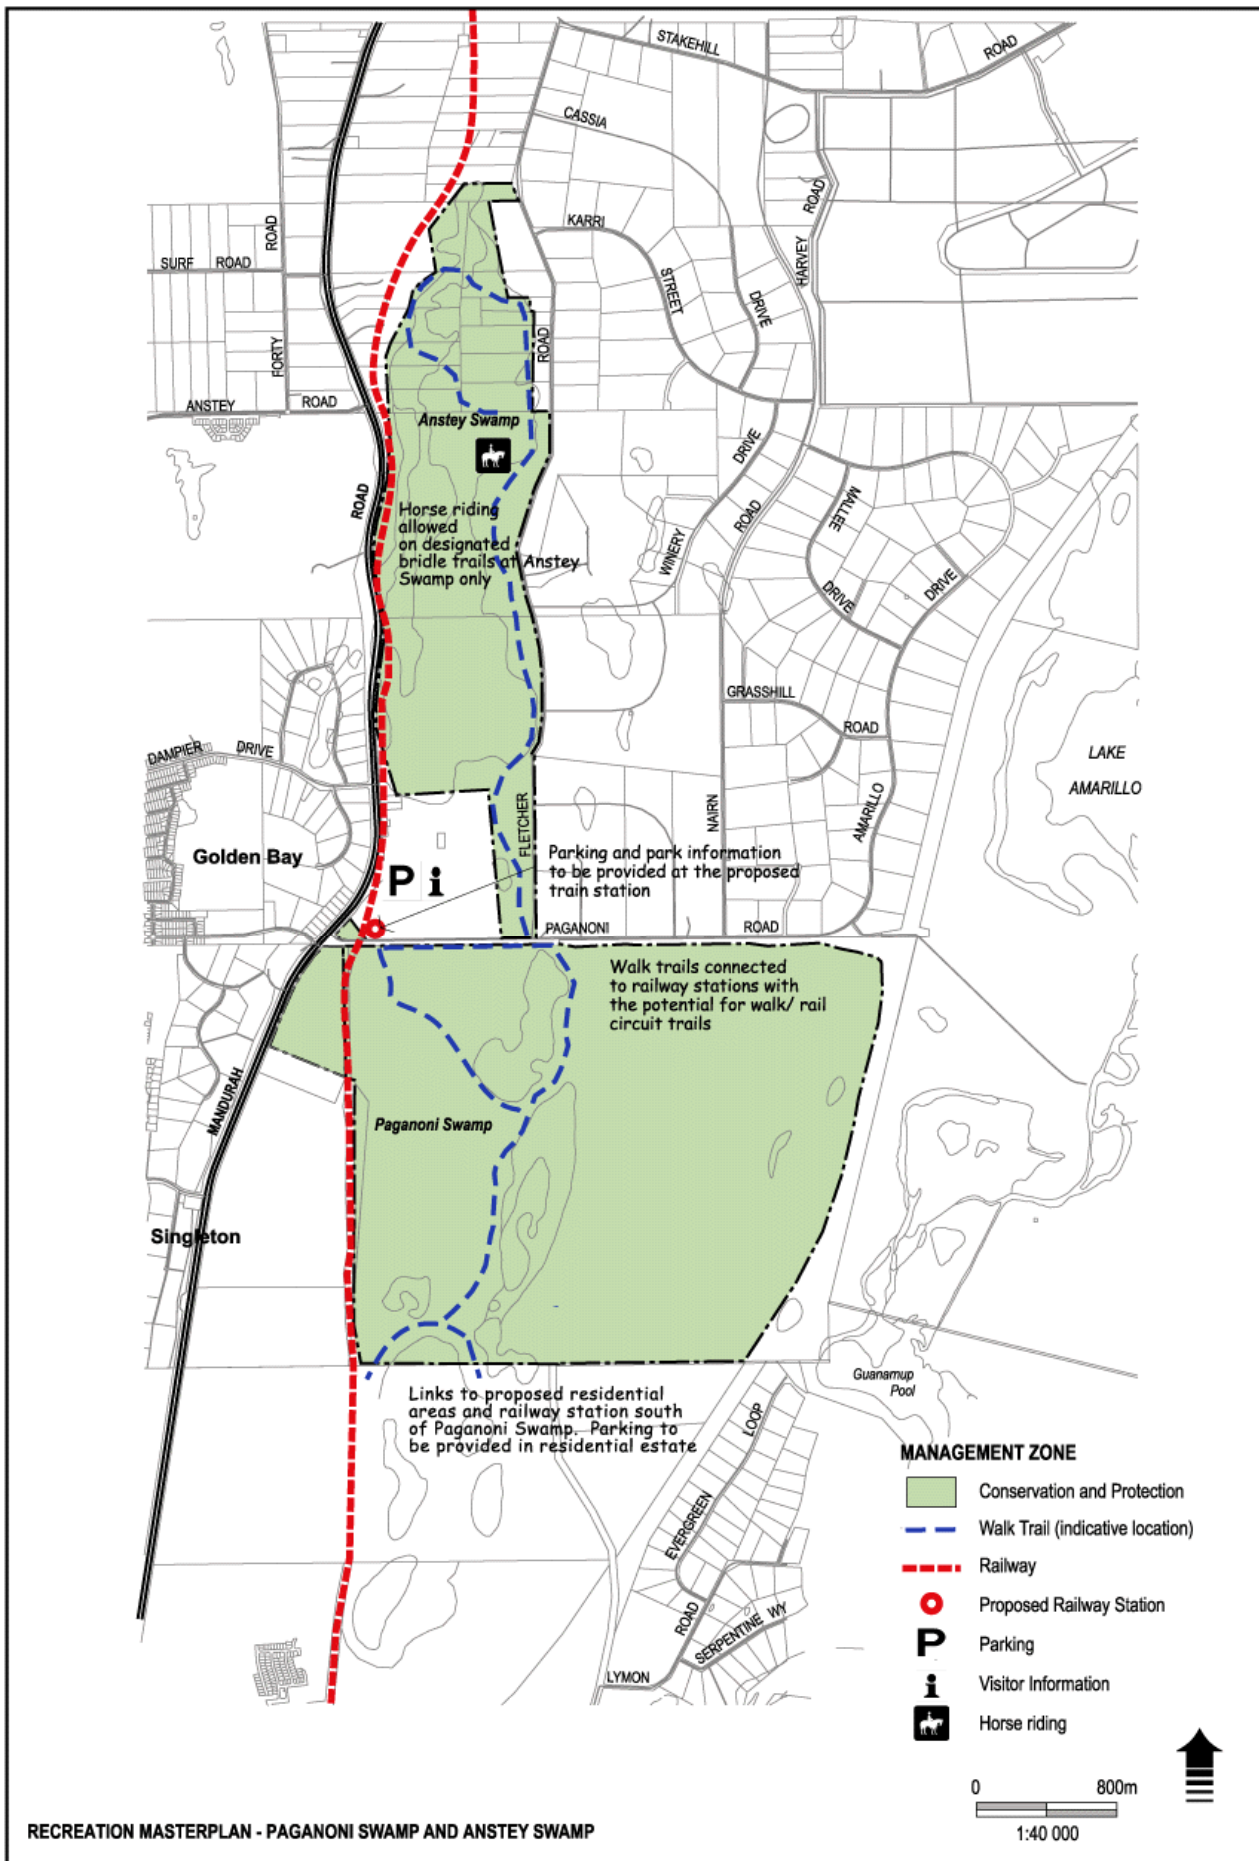 STAKEHILL
ROAD
CASSIA
ROAD
HARVEY
KARRI
STREET
DRIVE
ROAD
SURF ROAD
FORTY
ROAD
ANSTEY ROAD
Anstey Swamp
ROAD
Horse riding
allowed
on designated
bridle trails at Anstey
Swamp only
DRIVE
ROAD
WINERY
MALLEE
DRIVE
DRIVE
GRASSHILL
ROAD
LAKE
AMARILLO
DAMPIER DRIVE
Golden Bay
P i
FLETCHER
NAIRN
AMARILLO
Parking and park information
to be provided at the proposed
train station
PAGANONI ROAD
Walk trails connected
to railway stations with
the potential for walk/ rail
circuit trails
MANDURAH
Paganoni Swamp
Singleton
Guanamup
Pool
Links to proposed residential
areas and railway station south
of Paganoni Swamp. Parking to
be provided in residential estate
LOOP
EVERGREEN
ROAD
SERPENTINE WY
LYMON
MANAGEMENT ZONE
Conservation and Protection
Walk Trail (indicative location)
Railway
Proposed Railway Station
P Parking
i Visitor Information
Horse riding
0 800m
1:40 000
RECREATION MASTERPLAN - PAGANONI SWAMP AND ANSTEY SWAMP